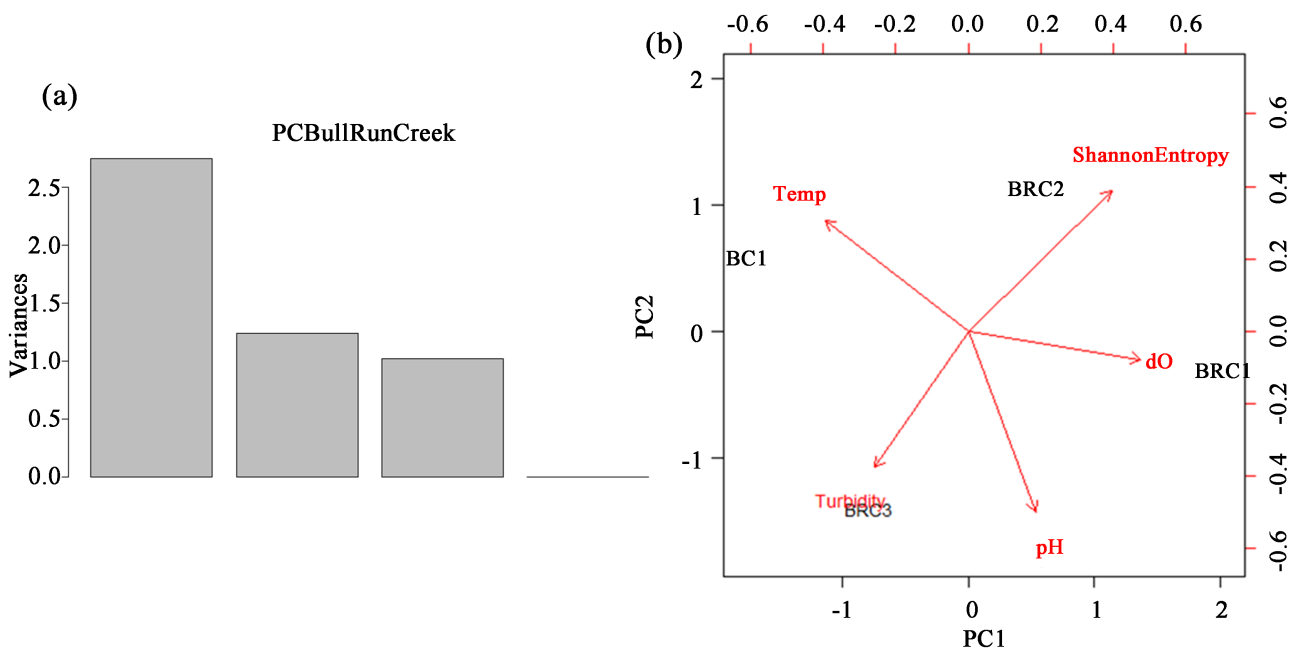 (a)
PCBullRunCreek
Variances
2.5
2.0
1.5
1.0
0.5
0.0
(b)
-0.6 -0.4 -0.2 0.0 0.2 0.4 0.6
PC2
2
1
0
-1
ShannonEntropy
BRC2
Temp
BC1
dO
BRC1
Turbidity
BRC3
pH
0.6
0.4
0.2
0.0
-0.2
-0.4
-0.6
-1 0 1 2
PC1